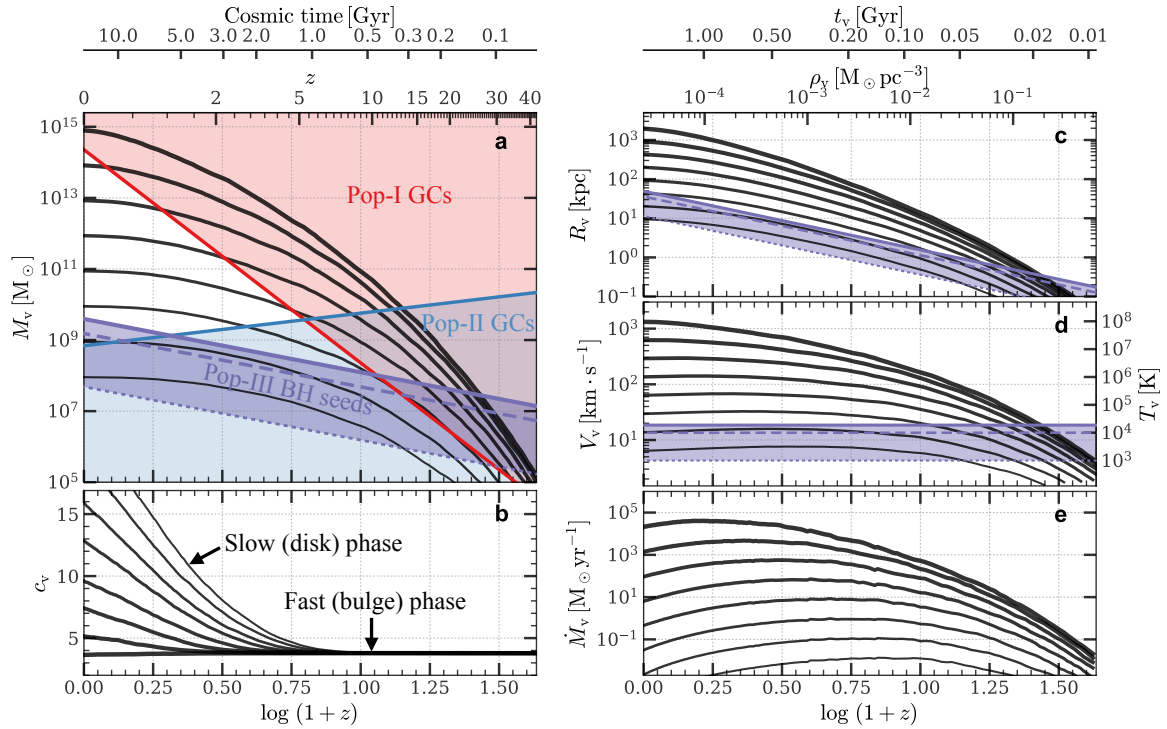 Cosmic time [Gyr]
10.0 5.0 3.0 2.0 1.0 0.5 0.3 0.2 0.1
z
0 2 5 10 15 20 30 40
10^15
10^13
10^11
10^9
10^7
10^5
M_v [M_⊙]
a
Pop-I GCs
Pop-II GCs
Pop-III BH seeds
15
10
5
c_v
b
Slow (disk) phase
Fast (bulge) phase
0.00 0.25 0.50 0.75 1.00 1.25 1.50
log (1 + z)
t_v [Gyr]
1.00 0.50 0.20 0.10 0.05 0.02 0.01
ρ_v [M_⊙ pc^−3]
10^−4 10^−3 10^−2 10^−1
10^3
10^2
10^1
10^0
10^−1
R_v [kpc]
c
10^3
10^2
10^1
V_v [km · s^−1]
d
10^8
10^7
10^6
10^5
10^4
10^3
T_v [K]
10^5
10^3
10^1
10^−1
Ṁ_v [M_⊙ yr^−1]
e
0.00 0.25 0.50 0.75 1.00 1.25 1.50
log (1 + z)